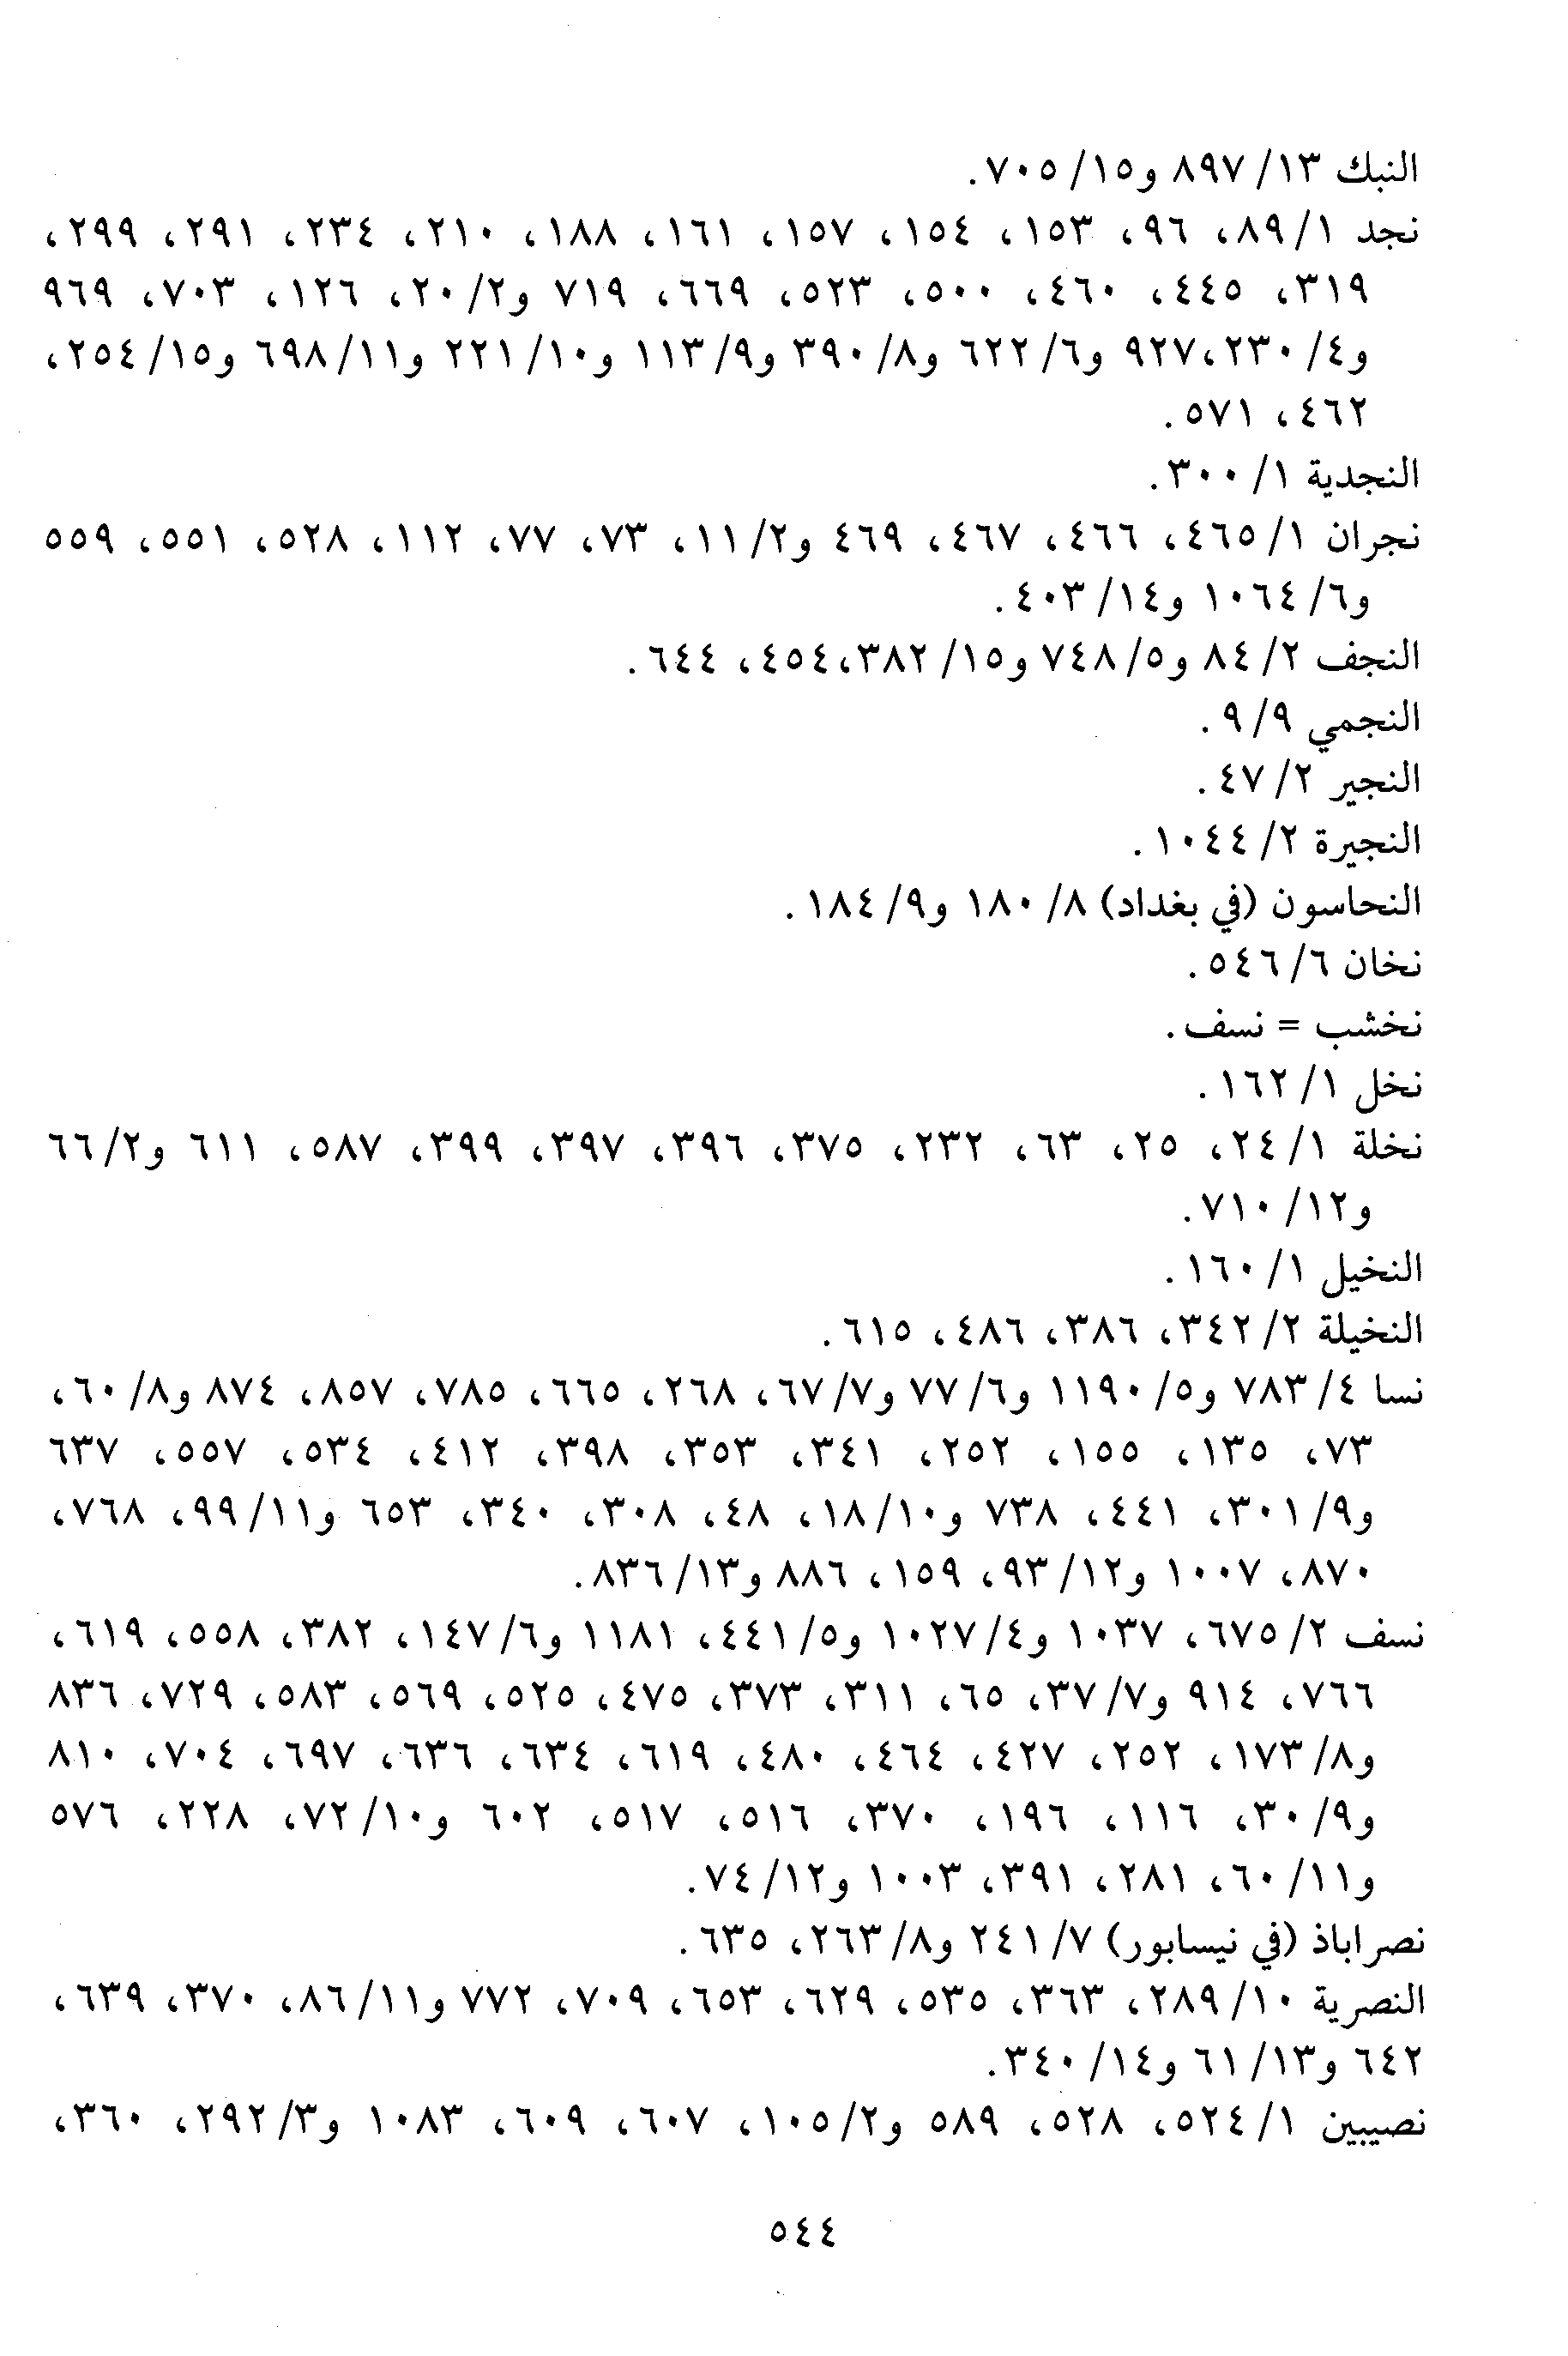 النبك ١٣/ ٨٩٧ و١٥/ ٧٠٥.
نجد ١/ ٨٩، ٩٦، ١٥٣، ١٥٤، ١٥٧، ١٦١، ١٨٨، ٢١٠، ٢٣٤، ٢٩١، ٢٩٩،
٣١٩، ٤٤٥، ٤٦٠، ٥٠٠، ٥٢٣، ٦٦٩، ٧١٩ و٢/ ٢٠، ١٢٦، ٧٠٣، ٩٦٩
و٤/ ٢٣٠، ٩٢٧ و٦/ ٦٢٢ و٨/ ٣٩٠ و٩/ ١١٣ و١٠/ ٢٢١ و١١/ ٦٩٨ و١٥/ ٢٥٤،
٤٦٢، ٥٧١.
النجدية ١/ ٣٠٠.
نجران ١/ ٤٦٥، ٤٦٦، ٤٦٧، ٤٦٩ و٢/ ١١، ٧٣، ٧٧، ١١٢، ٥٢٨، ٥٥١، ٥٥٩
و٦/ ١٠٦٤ و١٤/ ٤٠٣.
النجف ٢/ ٨٤ و٥/ ٧٤٨ و١٥/ ٣٨٢، ٤٥٤، ٦٤٤.
النجمي ٩/ ٩.
النجير ٢/ ٤٧.
النجيرة ٢/ ١٠٤٤.
النحاسون (في بغداد) ٨/ ١٨٠ و٩/ ١٨٤.
نخان ٦/ ٥٤٦.
نخشب = نسف.
نخل ١/ ١٦٢.
نخلة ١/ ٢٤، ٢٥، ٦٣، ٢٣٢، ٣٧٥، ٣٩٦، ٣٩٧، ٣٩٩، ٥٨٧، ٦١١ و٢/ ٦٦
و١٢/ ٧١٠.
النخيل ١/ ١٦٠.
النخيلة ٢/ ٣٤٢، ٣٨٦، ٤٨٦، ٦١٥.
نسا ٤/ ٧٨٣ و٥/ ١١٩٠ و٦/ ٧٧ و٧/ ٦٧، ٢٦٨، ٦٦٥، ٧٨٥، ٨٥٧، ٨٧٤ و٨/ ٦٠،
٧٣، ١٣٥، ١٥٥، ٢٥٢، ٣٤١، ٣٥٣، ٣٩٨، ٤١٢، ٥٣٤، ٥٥٧، ٦٣٧
و٩/ ٣٠١، ٤٤١، ٧٣٨ و١٠/ ١٨، ٤٨، ٣٠٨، ٣٤٠، ٦٥٣ و١١/ ٩٩، ٧٦٨،
٨٧٠، ١٠٠٧ و١٢/ ٩٣، ١٥٩، ٨٨٦ و١٣/ ٨٣٦.
نسف ٢/ ٦٧٥، ١٠٣٧ و٤/ ١٠٢٧ و٥/ ٤٤١، ١١٨١ و٦/ ١٤٧، ٣٨٢، ٥٥٨، ٦١٩،
٧٦٦، ٩١٤ و٧/ ٣٧، ٦٥، ٣١١، ٣٧٣، ٤٧٥، ٥٢٥، ٥٦٩، ٥٨٣، ٧٢٩، ٨٣٦
و٨/ ١٧٣، ٢٥٢، ٤٢٧، ٤٦٤، ٤٨٠، ٦١٩، ٦٣٤، ٦٣٦، ٦٩٧، ٧٠٤، ٨١٠
و٩/ ٣٠، ١١٦، ١٩٦، ٣٧٠، ٥١٦، ٥١٧، ٦٠٢ و١٠/ ٧٢، ٢٢٨، ٥٧٦
و١١/ ٦٠، ٢٨١، ٣٩١، ١٠٠٣ و١٢/ ٧٤.
نصراباذ (في نيسابور) ٧/ ٢٤١ و٨/ ٢٦٣، ٦٣٥.
النصرية ١٠/ ٢٨٩، ٣٦٣، ٥٣٥، ٦٢٩، ٦٥٣، ٧٠٩، ٧٧٢ و١١/ ٨٦، ٣٧٠، ٦٣٩،
٦٤٢ و١٣/ ٦١ و١٤/ ٣٤٠.
نصيبين ١/ ٥٢٤، ٥٢٨، ٥٨٩ و٢/ ١٠٥، ٦٠٧، ٦٠٩، ١٠٨٣ و٣/ ٢٩٢، ٣٦٠،
٥٤٤